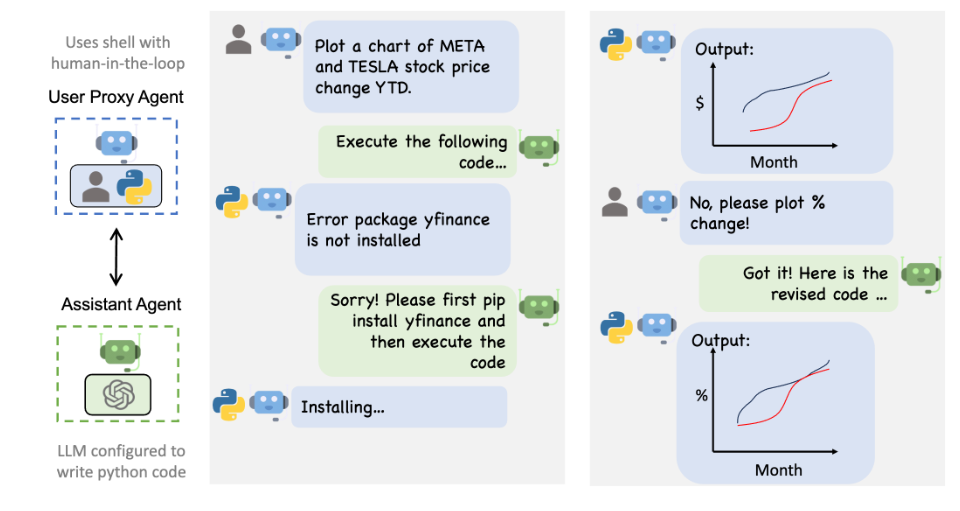 Uses shell with
human-in-the-loop
User Proxy Agent
Assistant Agent
LLM configured to
write python code
Plot a chart of META
and TESLA stock price
change YTD.
Execute the following
code...
Error package yfinance
is not installed
Sorry! Please first pip
install yfinance and
then execute the
code
Installing...
Output:
$
Month
No, please plot %
change!
Got it! Here is the
revised code ...
Output:
%
Month